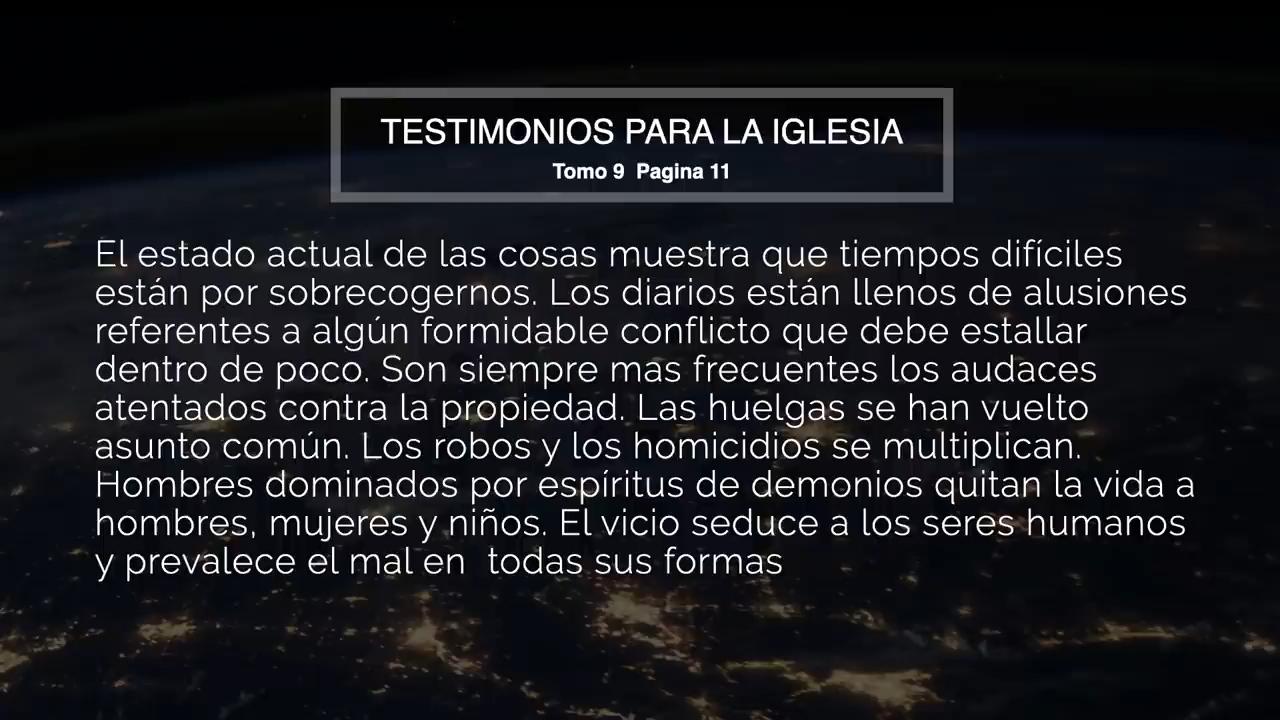 TESTIMONIOS PARA LA IGLESIA
Tomo 9 Pagina 11
El estado actual de las cosas muestra que tiempos difíciles
están por sobrecogernos. Los diarios están llenos de alusiones
referentes a algún formidable conflicto que debe estallar
dentro de poco. Son siempre mas frecuentes los audaces
atentados contra la propiedad. Las huelgas se han vuelto
asunto común. Los robos y los homicidios se multiplican.
Hombres dominados por espíritus de demonios quitan la vida a
hombres, mujeres y niños. El vicio seduce a los seres humanos
y prevalece el mal en  todas sus formas